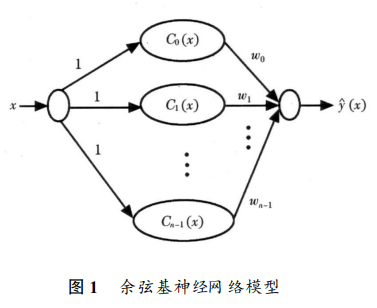 C₀(x)
1
w₀
x
1
C₁(x)
w₁
ŷ(x)
1
Cₙ₋₁(x)
wₙ₋₁
图1 余弦基神经网络模型